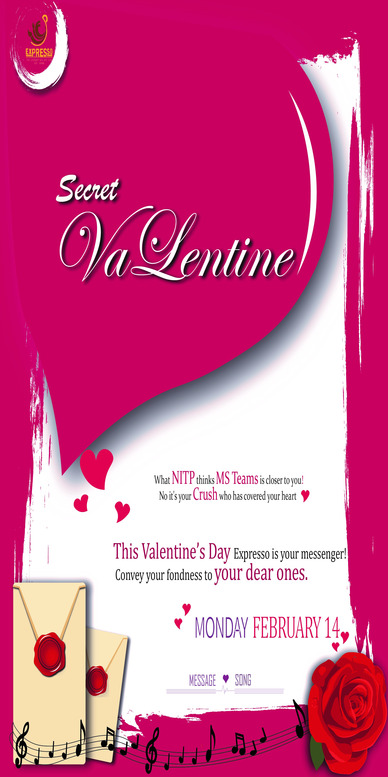 EXPRESSO
Secret
VaLentine
What NITP thinks MS Teams is closer to you!
No it's your Crush who has covered your heart
This Valentine's Day Expresso is your messenger!
Convey your fondness to your dear ones.
MONDAY FEBRUARY 14
MESSAGE SONG